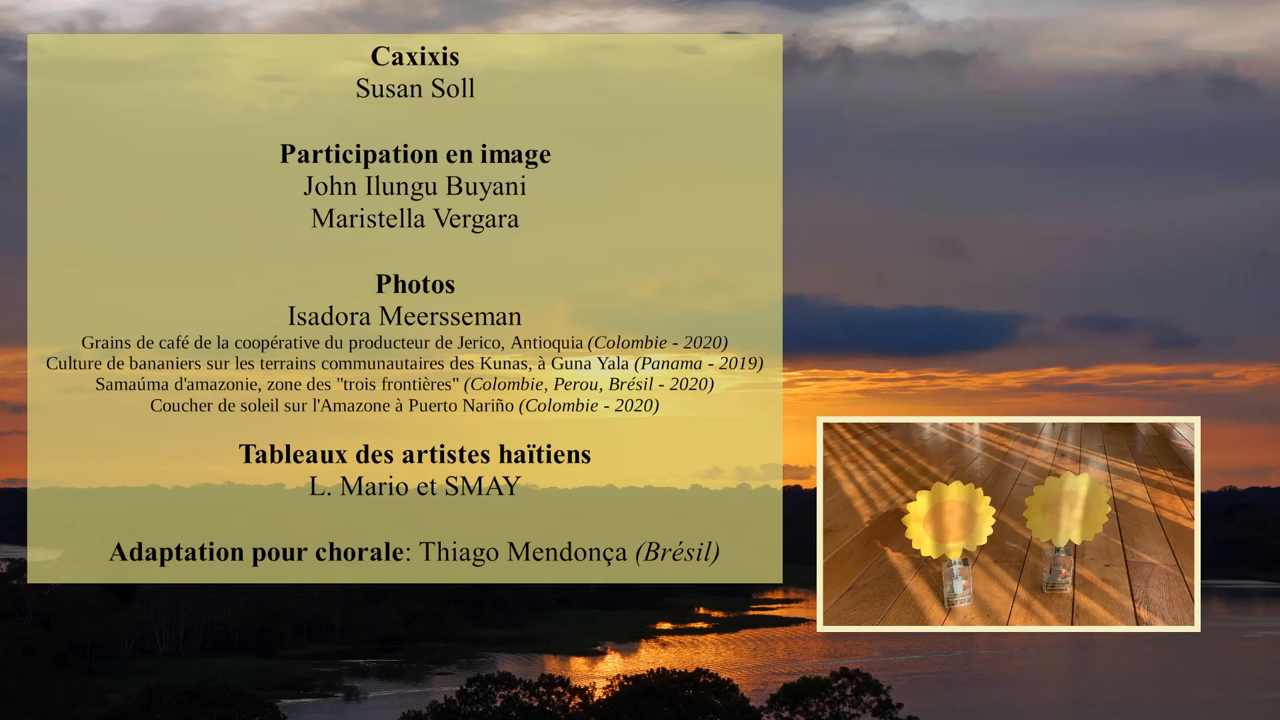 Caxixis
Susan Soll
Participation en image
John Ilungu Buyani
Maristella Vergara
Photos
Isadora Meersseman
Grains de café de la coopérative du producteur de Jerico, Antioquia (Colombie - 2020)
Culture de bananiers sur les terrains communautaires des Kunas, à Guna Yala (Panama - 2019)
Samaúma d'amazonie, zone des "trois frontières" (Colombie, Perou, Brésil - 2020)
Coucher de soleil sur l'Amazone à Puerto Nariño (Colombie - 2020)
Tableaux des artistes haïtiens
L. Mario et SMAY
Adaptation pour chorale: Thiago Mendonça (Brésil)